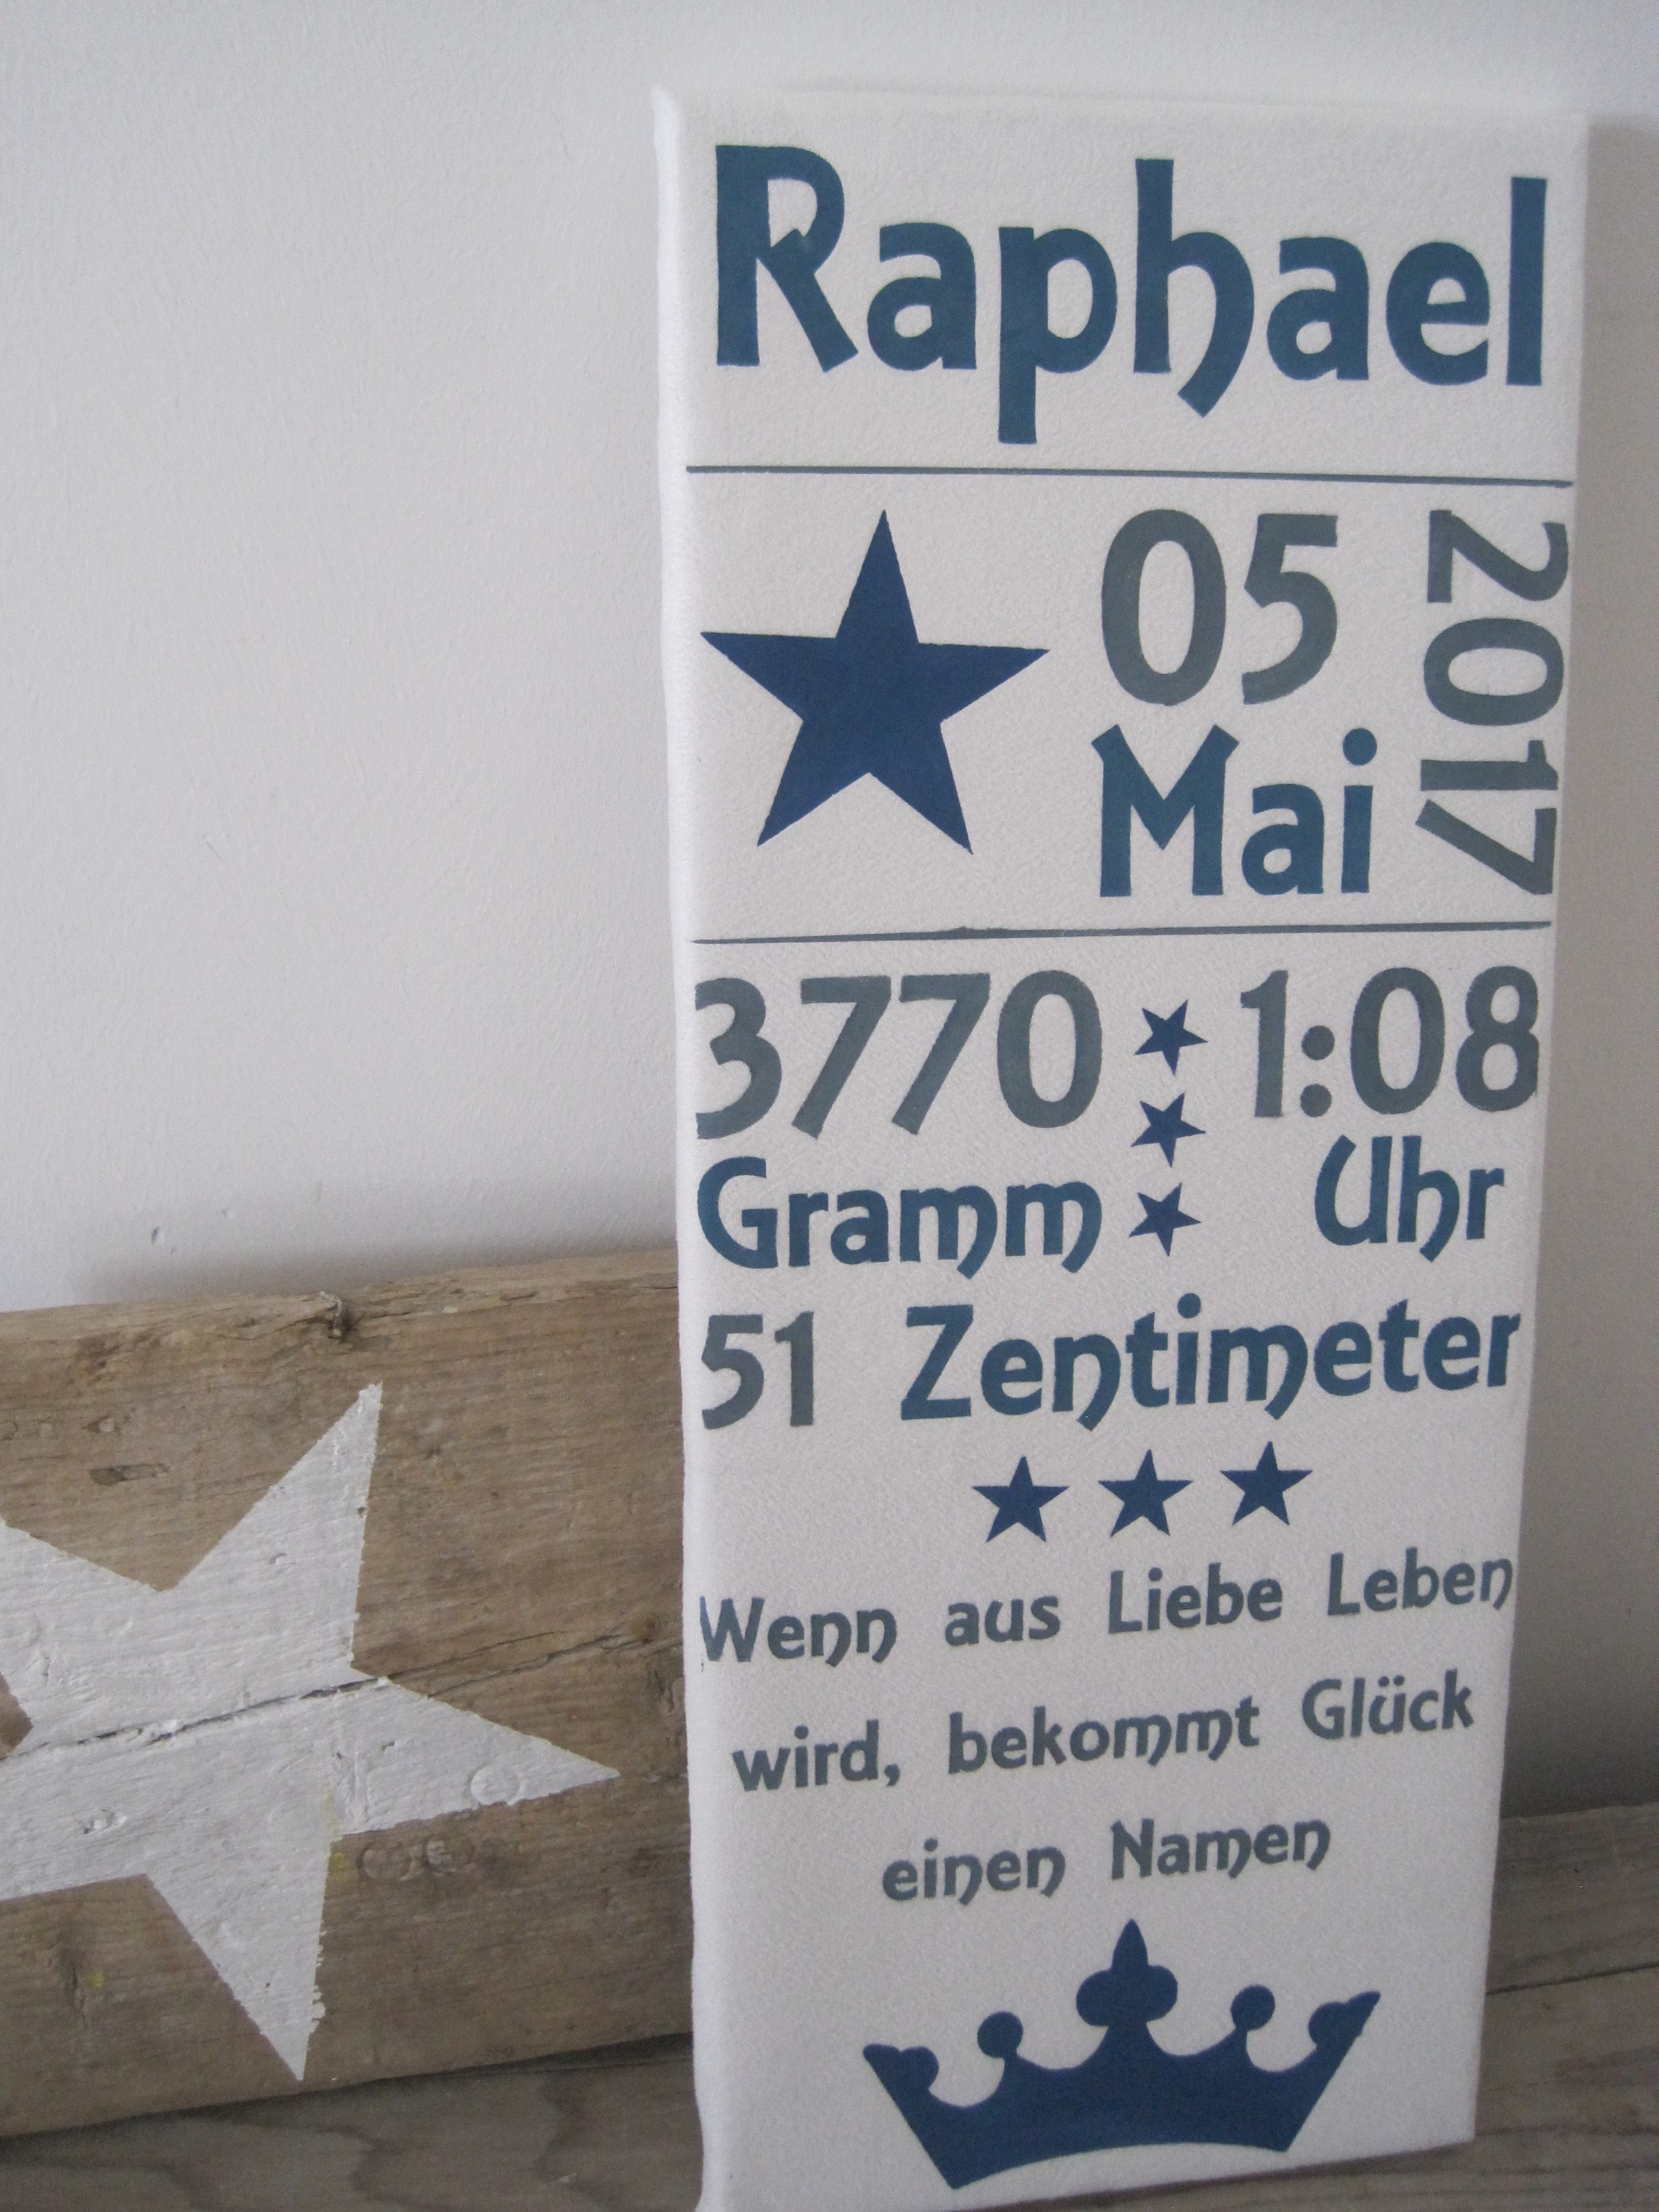 Raphael
05
Mai
2017
3770
Gramm
1:08
Uhr
51 Zentimeter
Wenn aus Liebe Leben
wird, bekommt Glück
einen Namen